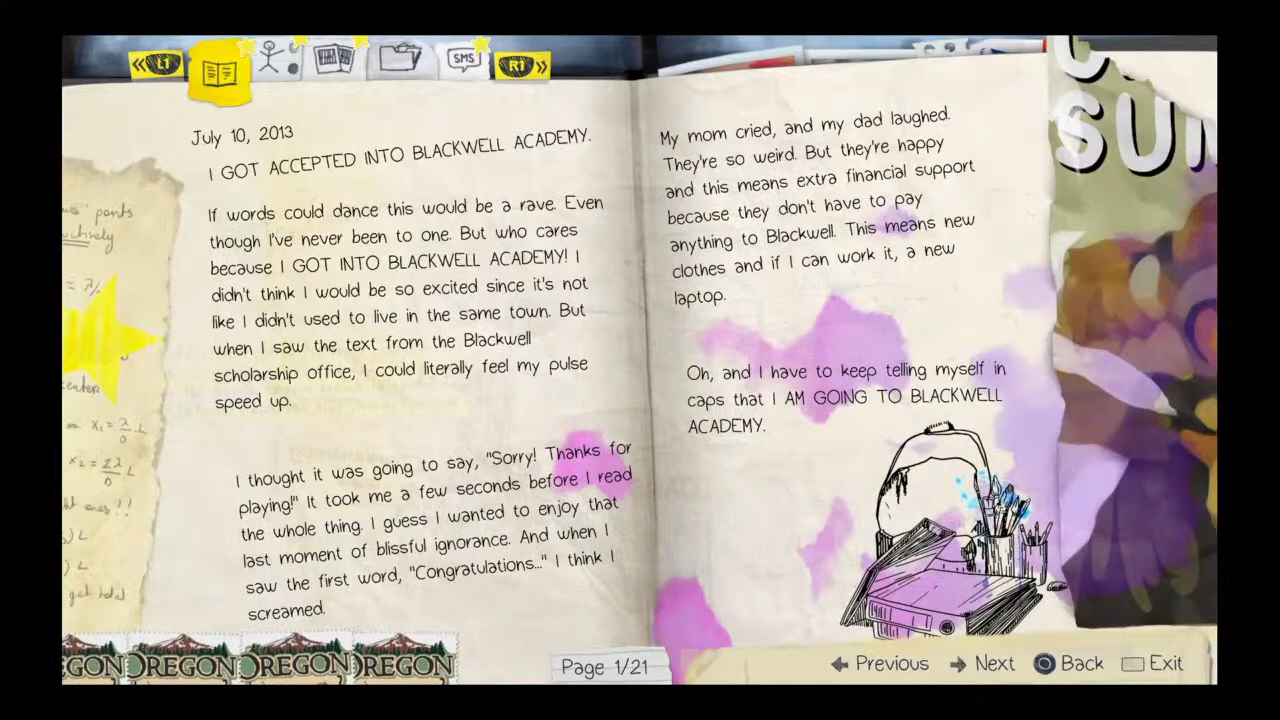 L1
SMS
R1
July 10, 2013
I GOT ACCEPTED INTO BLACKWELL ACADEMY.
If words could dance this would be a rave. Even
though I've never been to one. But who cares
because I GOT INTO BLACKWELL ACADEMY! I
didn't think I would be so excited since it's not
like I didn't used to live in the same town. But
when I saw the text from the Blackwell
scholarship office, I could literally feel my pulse
speed up.
I thought it was going to say, "Sorry! Thanks for
playing!" It took me a few seconds before I read
the whole thing. I guess I wanted to enjoy that
last moment of blissful ignorance. And when I
saw the first word, "Congratulations..." I think I
screamed.
My mom cried, and my dad laughed.
They're so weird. But they're happy
and this means extra financial support
because they don't have to pay
anything to Blackwell. This means new
clothes and if I can work it, a new
laptop.
Oh, and I have to keep telling myself in
caps that I AM GOING TO BLACKWELL
ACADEMY.
points
= λ/
x₁ = λ/D L
x₂ = 2λ/D L
) L
) L
get total
OREGON OREGON OREGON OREGON
Page 1/21
Previous Next Back Exit